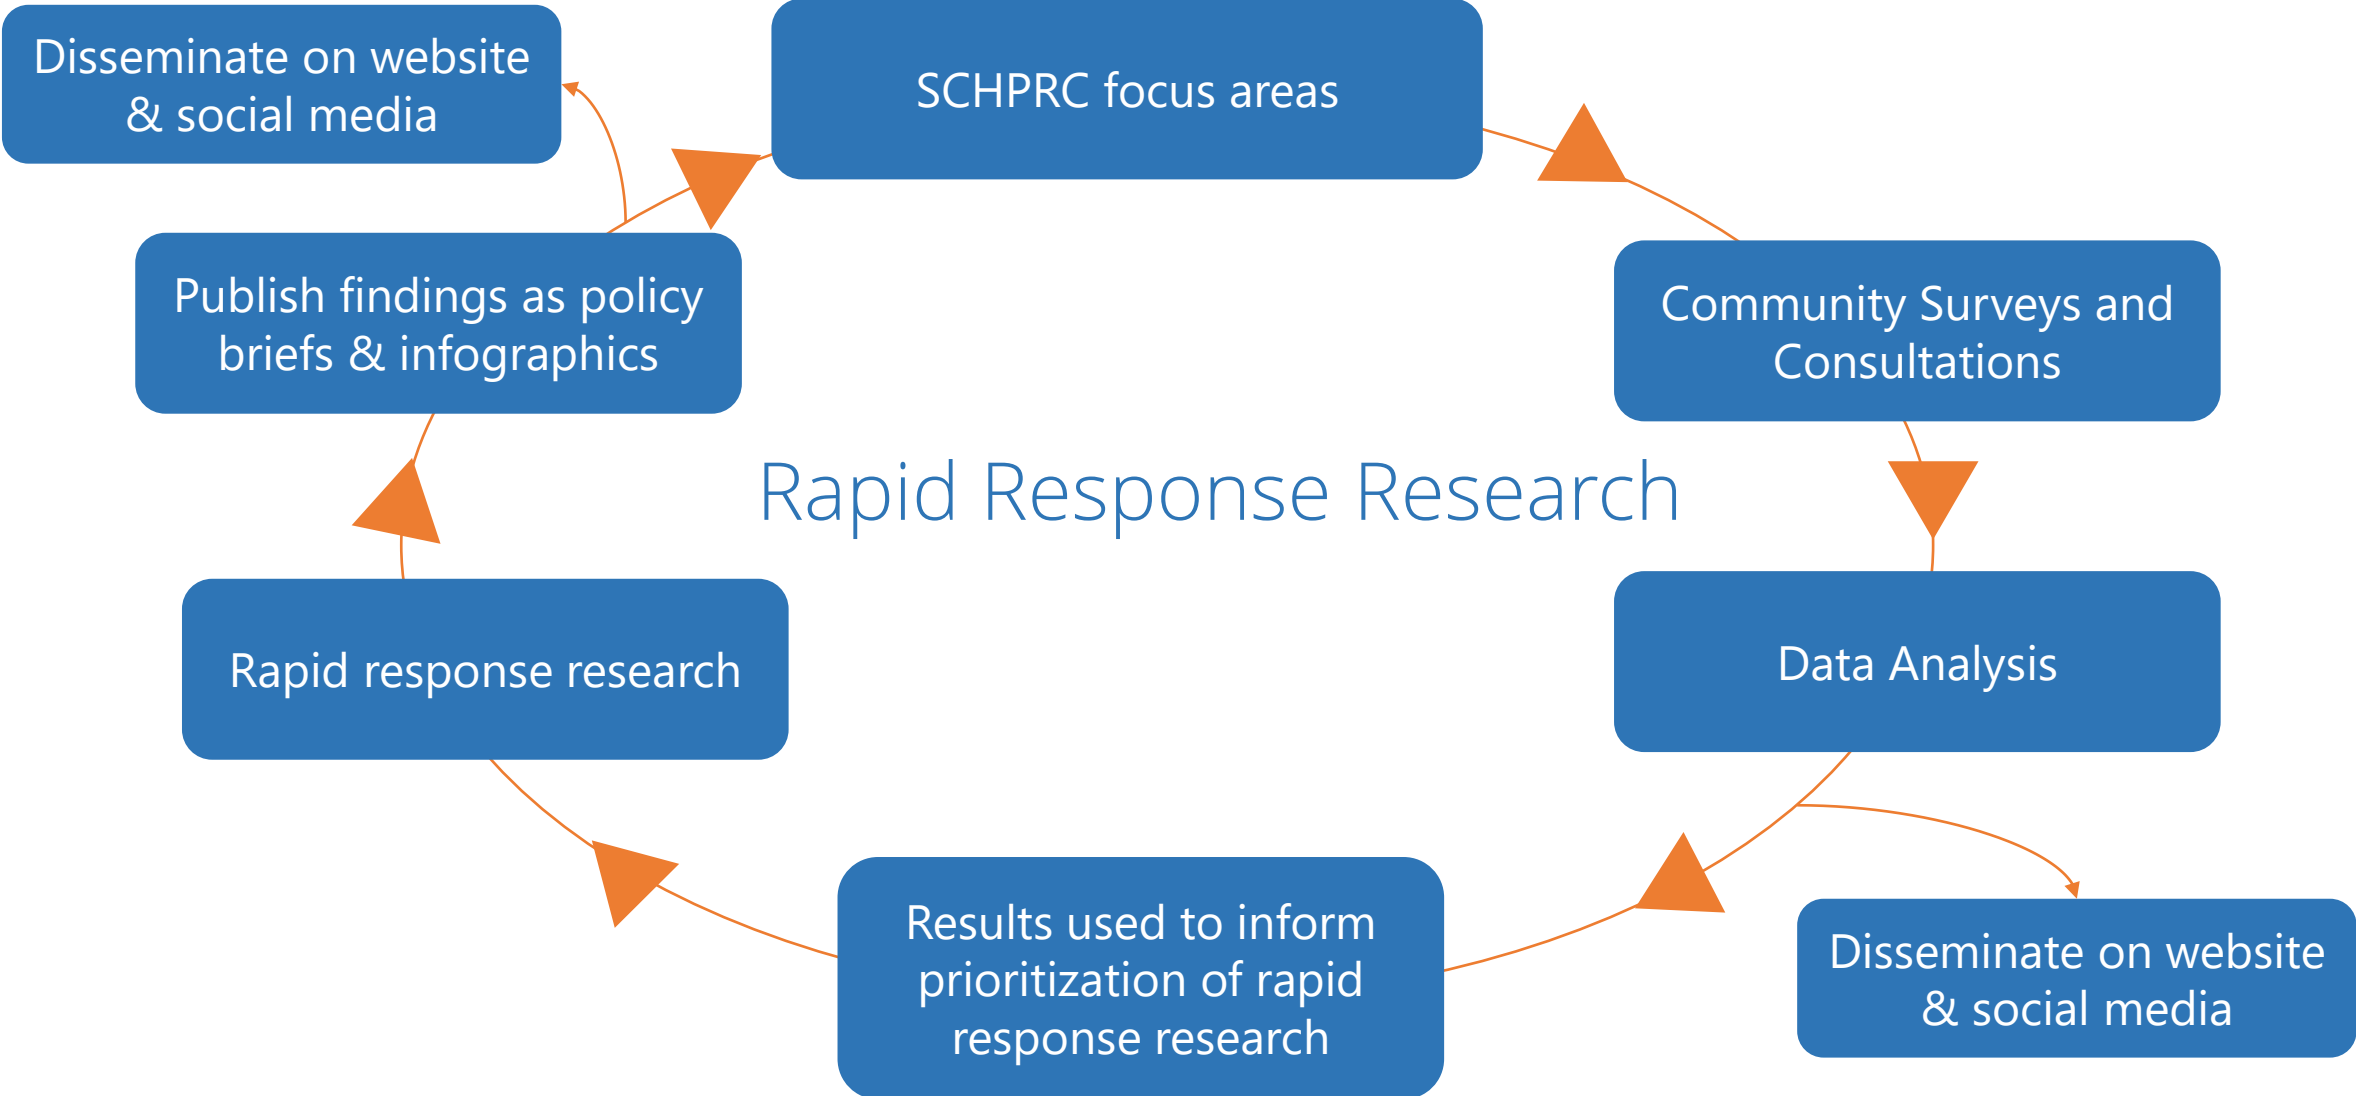 Disseminate on website
& social media
SCHPRC focus areas
Publish findings as policy
briefs & infographics
Community Surveys and
Consultations
Rapid Response Research
Rapid response research
Data Analysis
Results used to inform
prioritization of rapid
response research
Disseminate on website
& social media